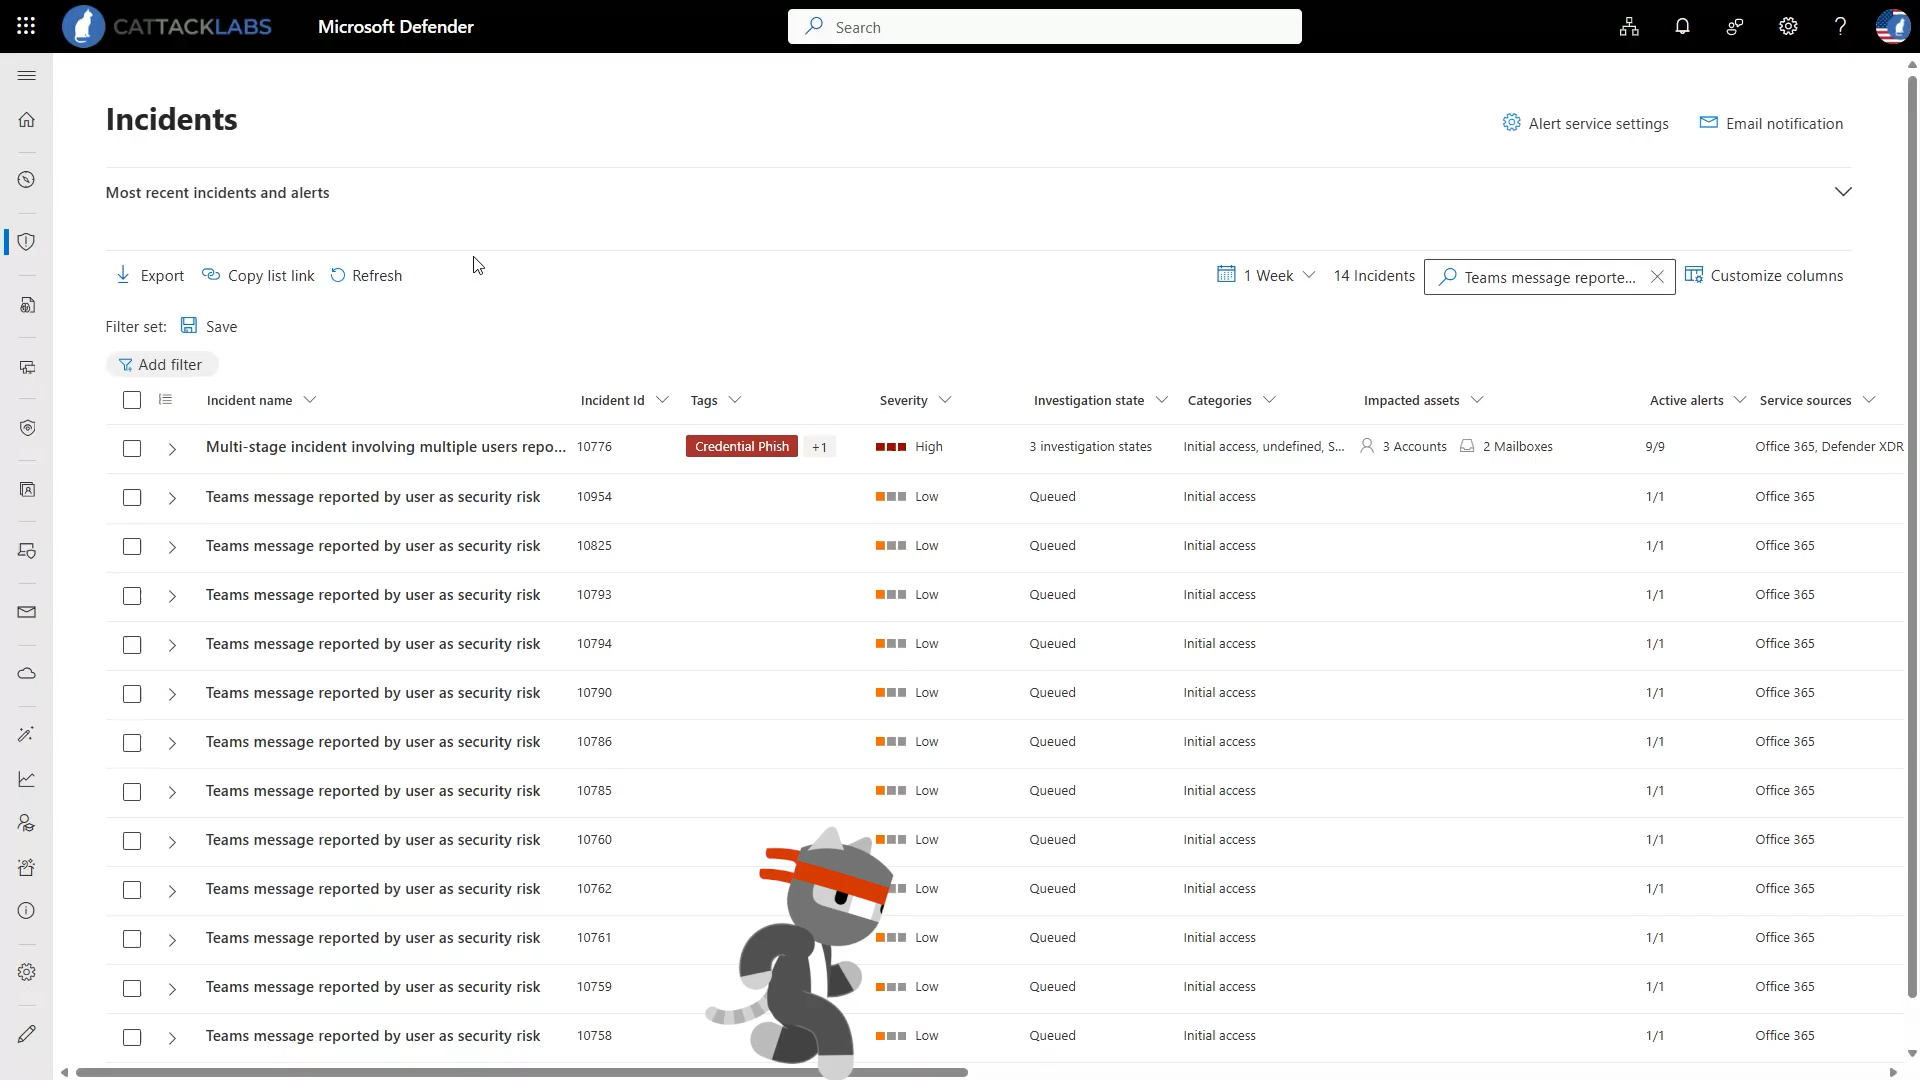 CATTACKLABS Microsoft Defender Search
Incidents
Alert service settings Email notification
Most recent incidents and alerts
Export Copy list link Refresh 1 Week 14 Incidents Teams message reporte... Customize columns
Filter set: Save
Add filter
Incident name Incident Id Tags Severity Investigation state Categories Impacted assets Active alerts Service sources
Multi-stage incident involving multiple users repo... 10776 Credential Phish +1 High 3 investigation states Initial access, undefined, S... 3 Accounts 2 Mailboxes 9/9 Office 365, Defender XDR
Teams message reported by user as security risk 10954 Low Queued Initial access 1/1 Office 365
Teams message reported by user as security risk 10825 Low Queued Initial access 1/1 Office 365
Teams message reported by user as security risk 10793 Low Queued Initial access 1/1 Office 365
Teams message reported by user as security risk 10794 Low Queued Initial access 1/1 Office 365
Teams message reported by user as security risk 10790 Low Queued Initial access 1/1 Office 365
Teams message reported by user as security risk 10786 Low Queued Initial access 1/1 Office 365
Teams message reported by user as security risk 10785 Low Queued Initial access 1/1 Office 365
Teams message reported by user as security risk 10760 Low Queued Initial access 1/1 Office 365
Teams message reported by user as security risk 10762 Low Queued Initial access 1/1 Office 365
Teams message reported by user as security risk 10761 Low Queued Initial access 1/1 Office 365
Teams message reported by user as security risk 10759 Low Queued Initial access 1/1 Office 365
Teams message reported by user as security risk 10758 Low Queued Initial access 1/1 Office 365